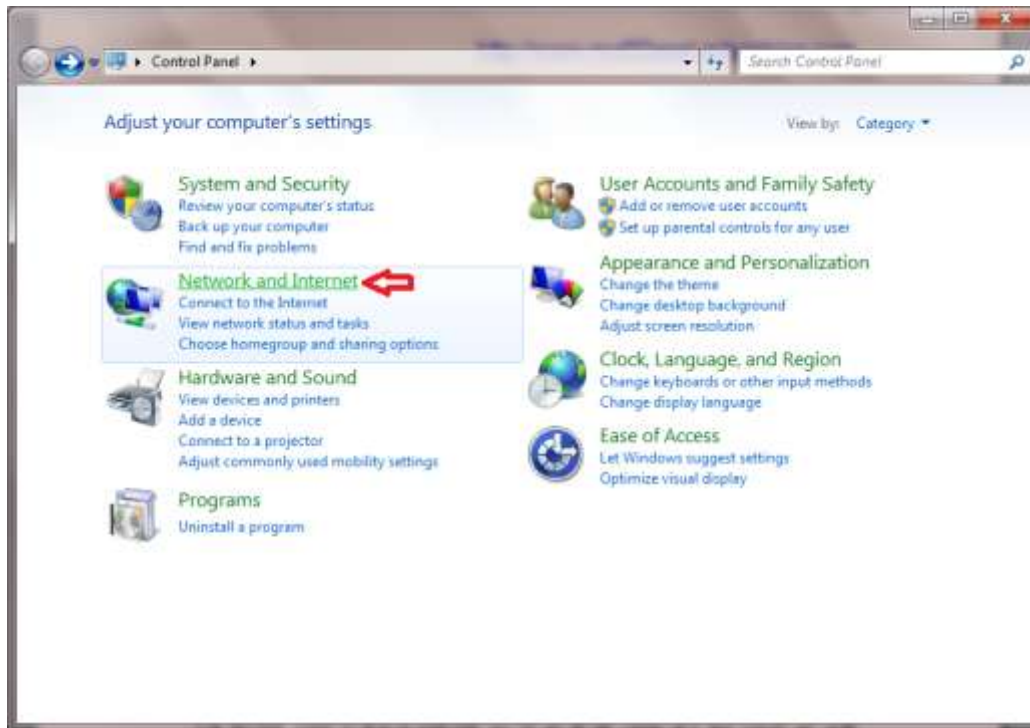 Control Panel
Search Control Panel
Adjust your computer's settings
View by: Category
System and Security
Review your computer's status
Back up your computer
Find and fix problems
Network and Internet
Connect to the Internet
View network status and tasks
Choose homegroup and sharing options
Hardware and Sound
View devices and printers
Add a device
Connect to a projector
Adjust commonly used mobility settings
Programs
Uninstall a program
User Accounts and Family Safety
Add or remove user accounts
Set up parental controls for any user
Appearance and Personalization
Change the theme
Change desktop background
Adjust screen resolution
Clock, Language, and Region
Change keyboards or other input methods
Change display language
Ease of Access
Let Windows suggest settings
Optimize visual display